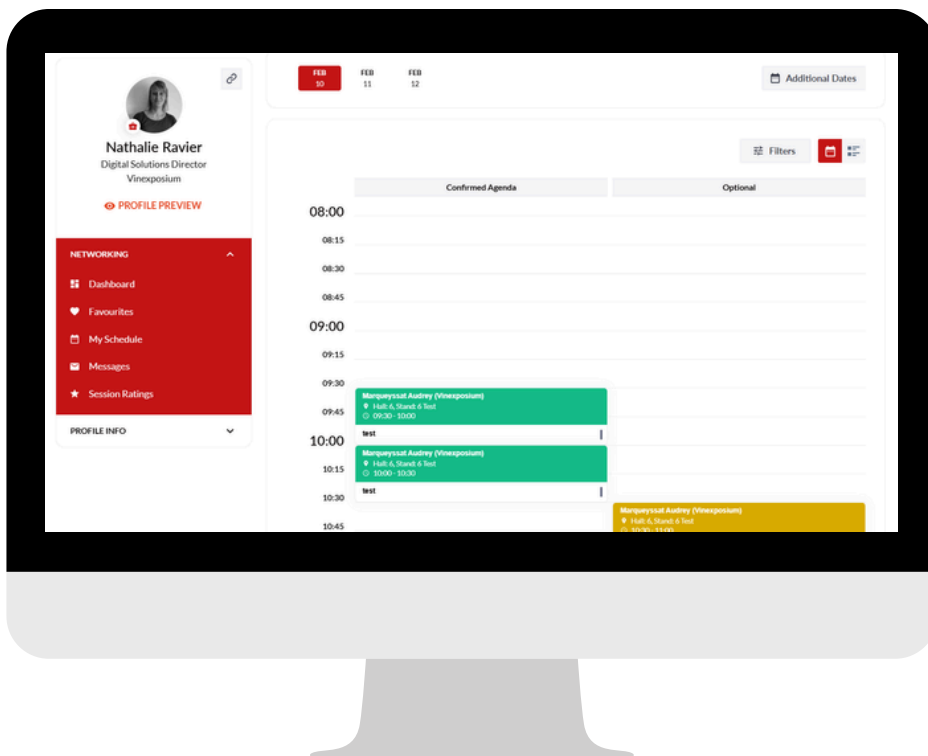 Nathalie Ravier
Digital Solutions Director
Vinexposium
PROFILE PREVIEW
NETWORKING
Dashboard
Favourites
My Schedule
Messages
Session Ratings
PROFILE INFO
FEB
10
FEB
11
FEB
12
Additional Dates
Filters
Confirmed Agenda
Optional
08:00
08:15
08:30
08:45
09:00
09:15
09:30
Marqueyssat Audrey (Vinexposium)
Hall: 6, Stand: 6 Test
09:45
09:30 - 10:00
test
10:00
Marqueyssat Audrey (Vinexposium)
Hall: 6, Stand: 6 Test
10:15
10:00 - 10:30
test
10:30
Marqueyssat Audrey (Vinexposium)
Hall: 6, Stand: 6 Test
10:45
10:30 - 11:00